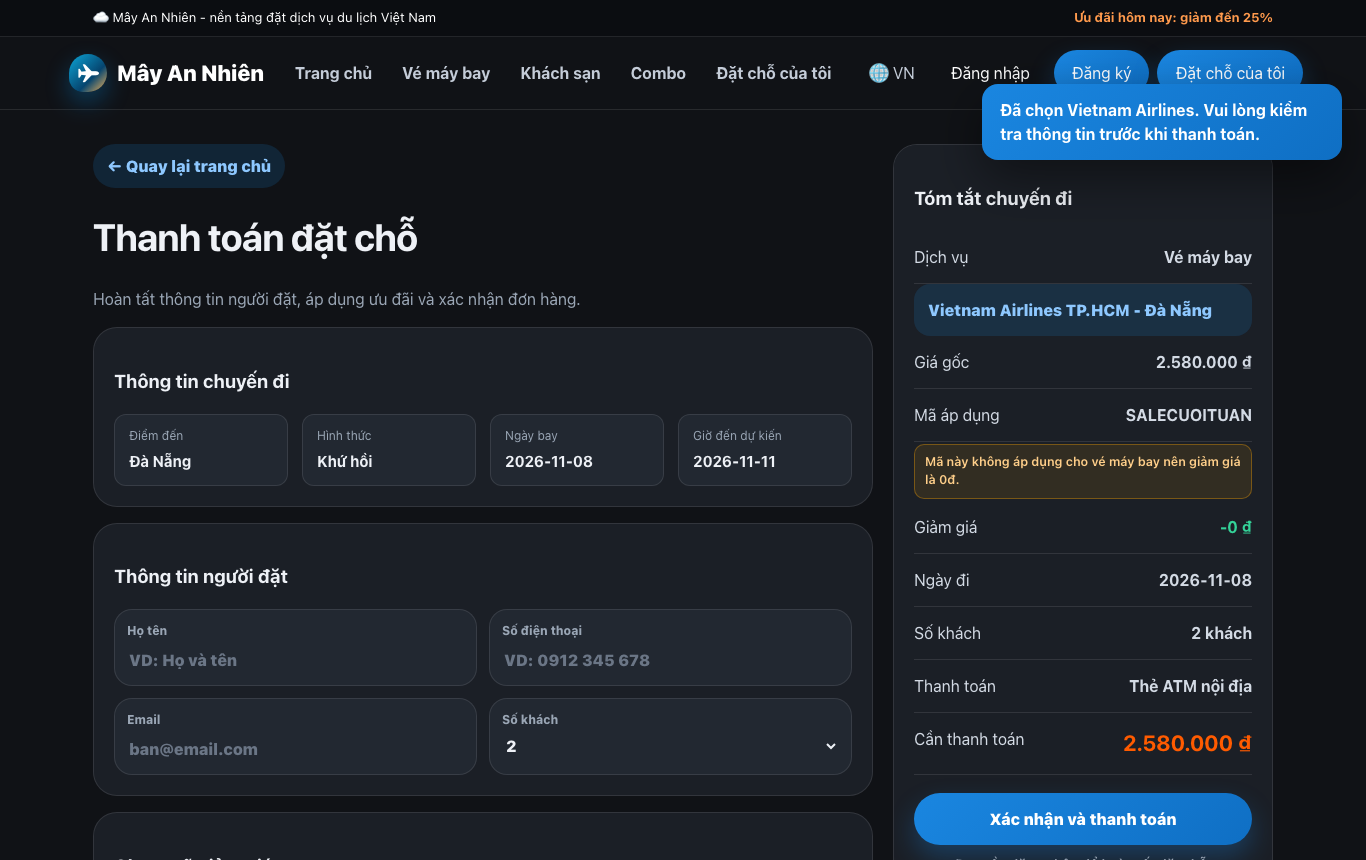 Mây An Nhiên - nền tảng đặt dịch vụ du lịch Việt Nam
Ưu đãi hôm nay: giảm đến 25%
Mây An Nhiên
Trang chủ
Vé máy bay
Khách sạn
Combo
Đặt chỗ của tôi
VN
Đăng nhập
Đăng ký
Đặt chỗ của tôi
Đã chọn Vietnam Airlines. Vui lòng kiểm
tra thông tin trước khi thanh toán.
← Quay lại trang chủ
Thanh toán đặt chỗ
Hoàn tất thông tin người đặt, áp dụng ưu đãi và xác nhận đơn hàng.
Thông tin chuyến đi
Điểm đến
Đà Nẵng
Hình thức
Khứ hồi
Ngày bay
2026-11-08
Giờ đến dự kiến
2026-11-11
Thông tin người đặt
Họ tên
VD: Họ và tên
Số điện thoại
VD: 0912 345 678
Email
ban@email.com
Số khách
2
Tóm tắt chuyến đi
Dịch vụ
Vé máy bay
Vietnam Airlines TP.HCM - Đà Nẵng
Giá gốc
2.580.000 ₫
Mã áp dụng
SALECUOITUAN
Mã này không áp dụng cho vé máy bay nên giảm giá
là 0đ.
Giảm giá
-0 ₫
Ngày đi
2026-11-08
Số khách
2 khách
Thanh toán
Thẻ ATM nội địa
Cần thanh toán
2.580.000 ₫
Xác nhận và thanh toán